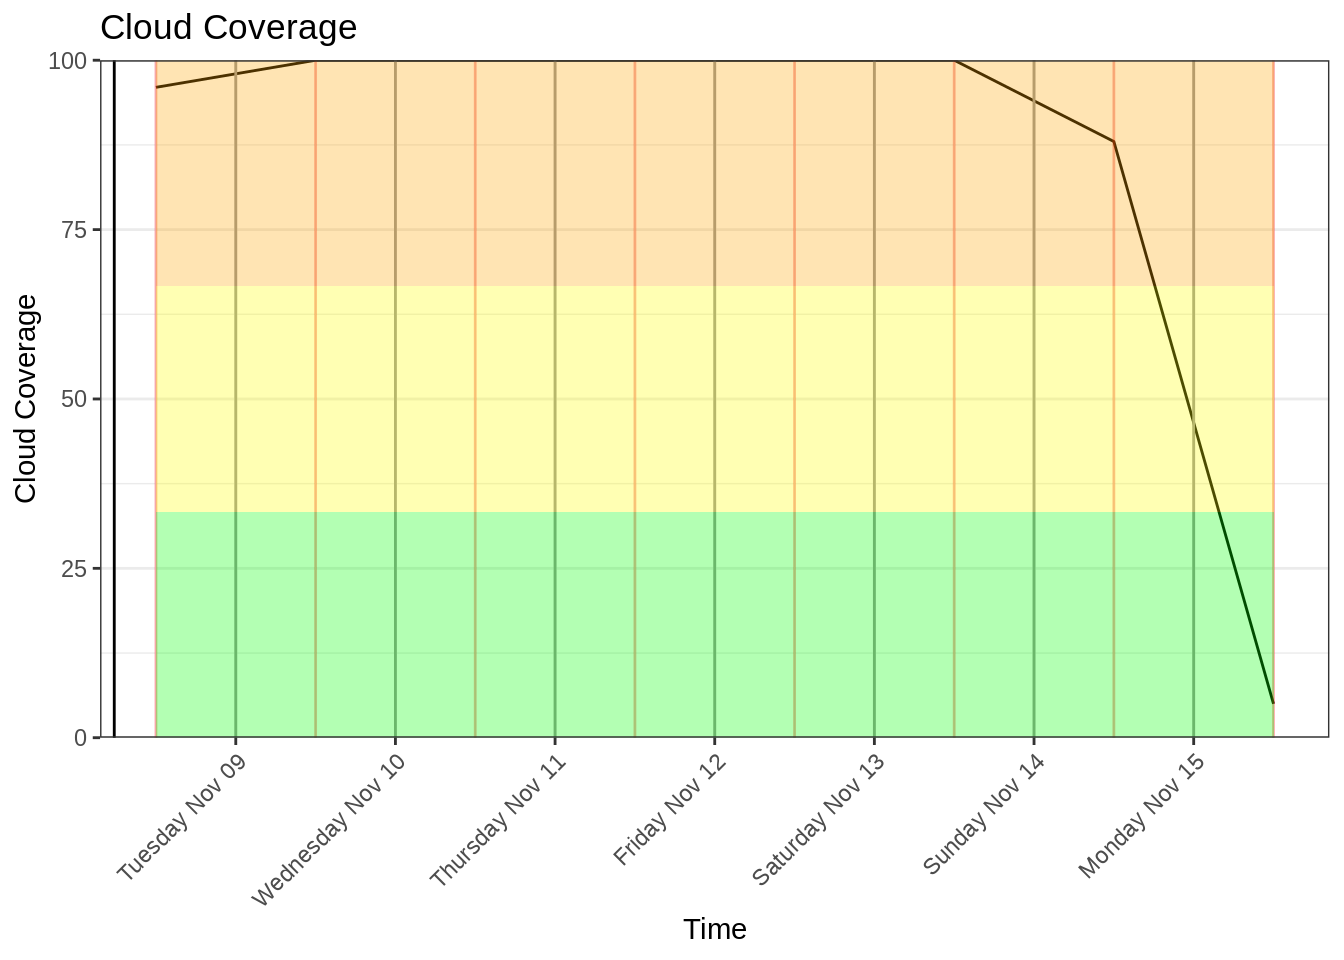 Cloud Coverage
100
75
50
25
0
Cloud Coverage
Tuesday Nov 09
Wednesday Nov 10
Thursday Nov 11
Friday Nov 12
Saturday Nov 13
Sunday Nov 14
Monday Nov 15
Time